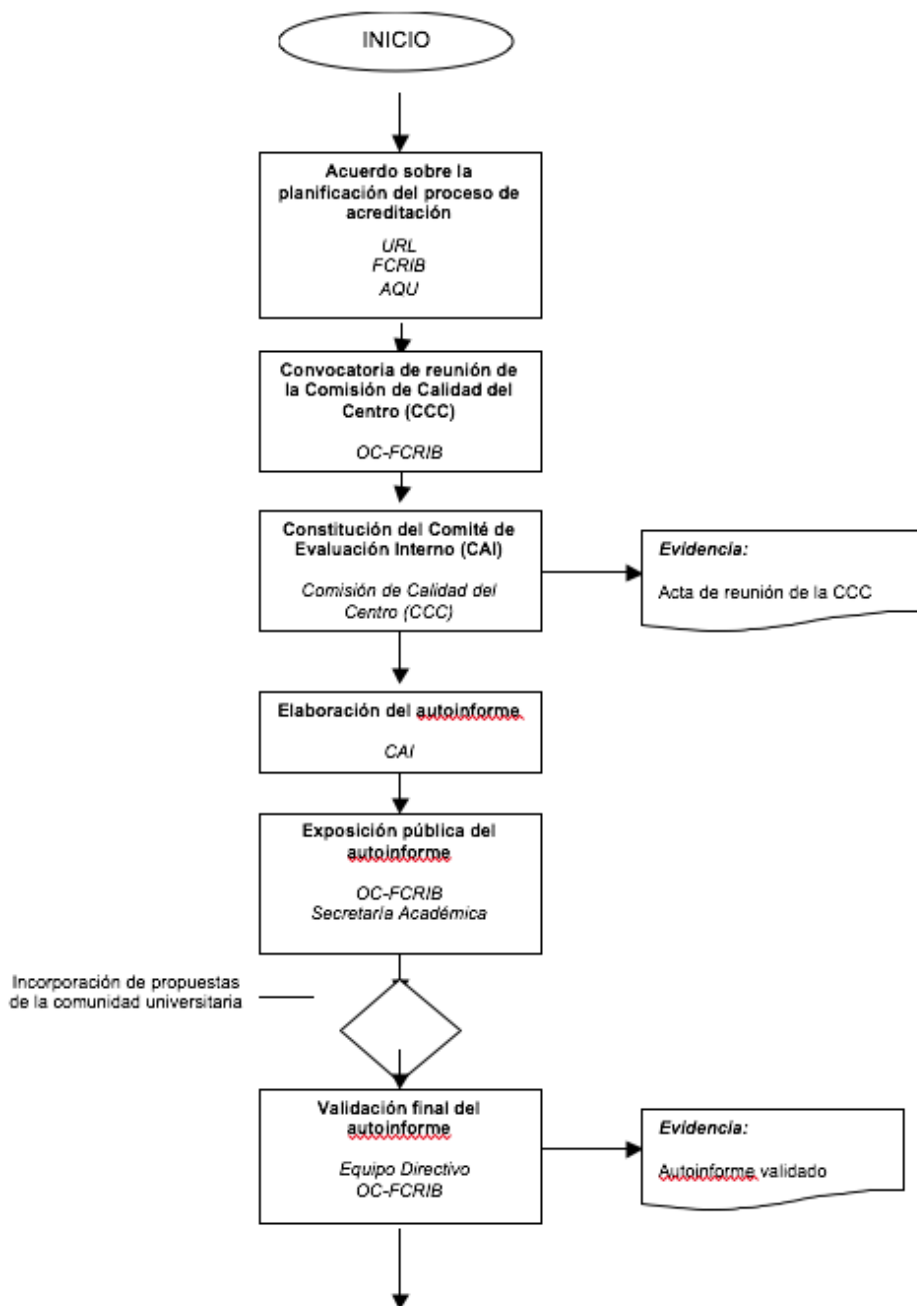 INICIO
Acuerdo sobre la
planificación del proceso de
acreditación
URL
FCRIB
AQU
Convocatoria de reunión de
la Comisión de Calidad del
Centro (CCC)
OC-FCRIB
Constitución del Comité de
Evaluación Interno (CAI)
Comisión de Calidad del
Centro (CCC)
Evidencia:
Acta de reunión de la CCC
Elaboración del autoinforme
CAI
Exposición pública del
autoinforme
OC-FCRIB
Secretaría Académica
Incorporación de propuestas
de la comunidad universitaria
Validación final del
autoinforme
Equipo Directivo
OC-FCRIB
Evidencia:
Autoinforme validado